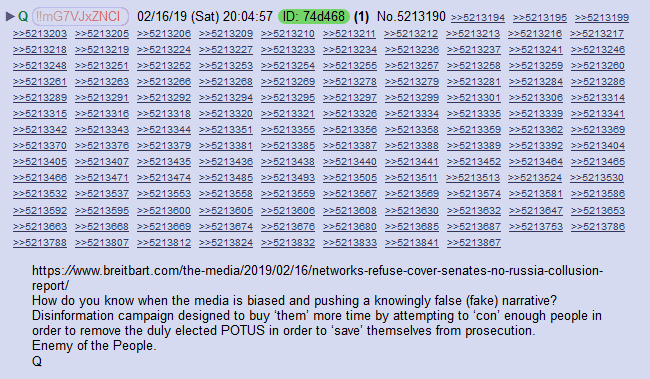 ▶ Q !!mG7VJxZNCI 02/16/19 (Sat) 20:04:57 ID: 74d468 (1) No.5213190 >>5213194 >>5213195 >>5213199
>>5213203 >>5213205 >>5213206 >>5213209 >>5213210 >>5213211 >>5213212 >>5213213 >>5213216 >>5213217
>>5213218 >>5213219 >>5213224 >>5213227 >>5213233 >>5213234 >>5213236 >>5213237 >>5213241 >>5213246
>>5213248 >>5213251 >>5213252 >>5213253 >>5213254 >>5213255 >>5213257 >>5213258 >>5213259 >>5213260
>>5213261 >>5213263 >>5213266 >>5213268 >>5213269 >>5213278 >>5213279 >>5213281 >>5213284 >>5213286
>>5213289 >>5213291 >>5213292 >>5213294 >>5213295 >>5213297 >>5213299 >>5213301 >>5213306 >>5213314
>>5213315 >>5213316 >>5213318 >>5213320 >>5213321 >>5213326 >>5213334 >>5213335 >>5213339 >>5213341
>>5213342 >>5213343 >>5213344 >>5213351 >>5213355 >>5213356 >>5213358 >>5213359 >>5213362 >>5213369
>>5213370 >>5213376 >>5213379 >>5213381 >>5213385 >>5213387 >>5213388 >>5213389 >>5213392 >>5213404
>>5213405 >>5213407 >>5213435 >>5213436 >>5213438 >>5213440 >>5213441 >>5213452 >>5213464 >>5213465
>>5213466 >>5213471 >>5213474 >>5213485 >>5213493 >>5213505 >>5213511 >>5213513 >>5213524 >>5213530
>>5213532 >>5213537 >>5213553 >>5213558 >>5213559 >>5213567 >>5213569 >>5213574 >>5213581 >>5213586
>>5213592 >>5213595 >>5213600 >>5213605 >>5213606 >>5213608 >>5213630 >>5213632 >>5213647 >>5213653
>>5213663 >>5213668 >>5213669 >>5213674 >>5213676 >>5213680 >>5213685 >>5213687 >>5213753 >>5213786
>>5213788 >>5213807 >>5213812 >>5213824 >>5213832 >>5213833 >>5213841 >>5213867
https://www.breitbart.com/the-media/2019/02/16/networks-refuse-cover-senates-no-russia-collusion-
report/
How do you know when the media is biased and pushing a knowingly false (fake) narrative?
Disinformation campaign designed to buy ‘them’ more time by attempting to ‘con’ enough people in
order to remove the duly elected POTUS in order to ‘save’ themselves from prosecution.
Enemy of the People.
Q